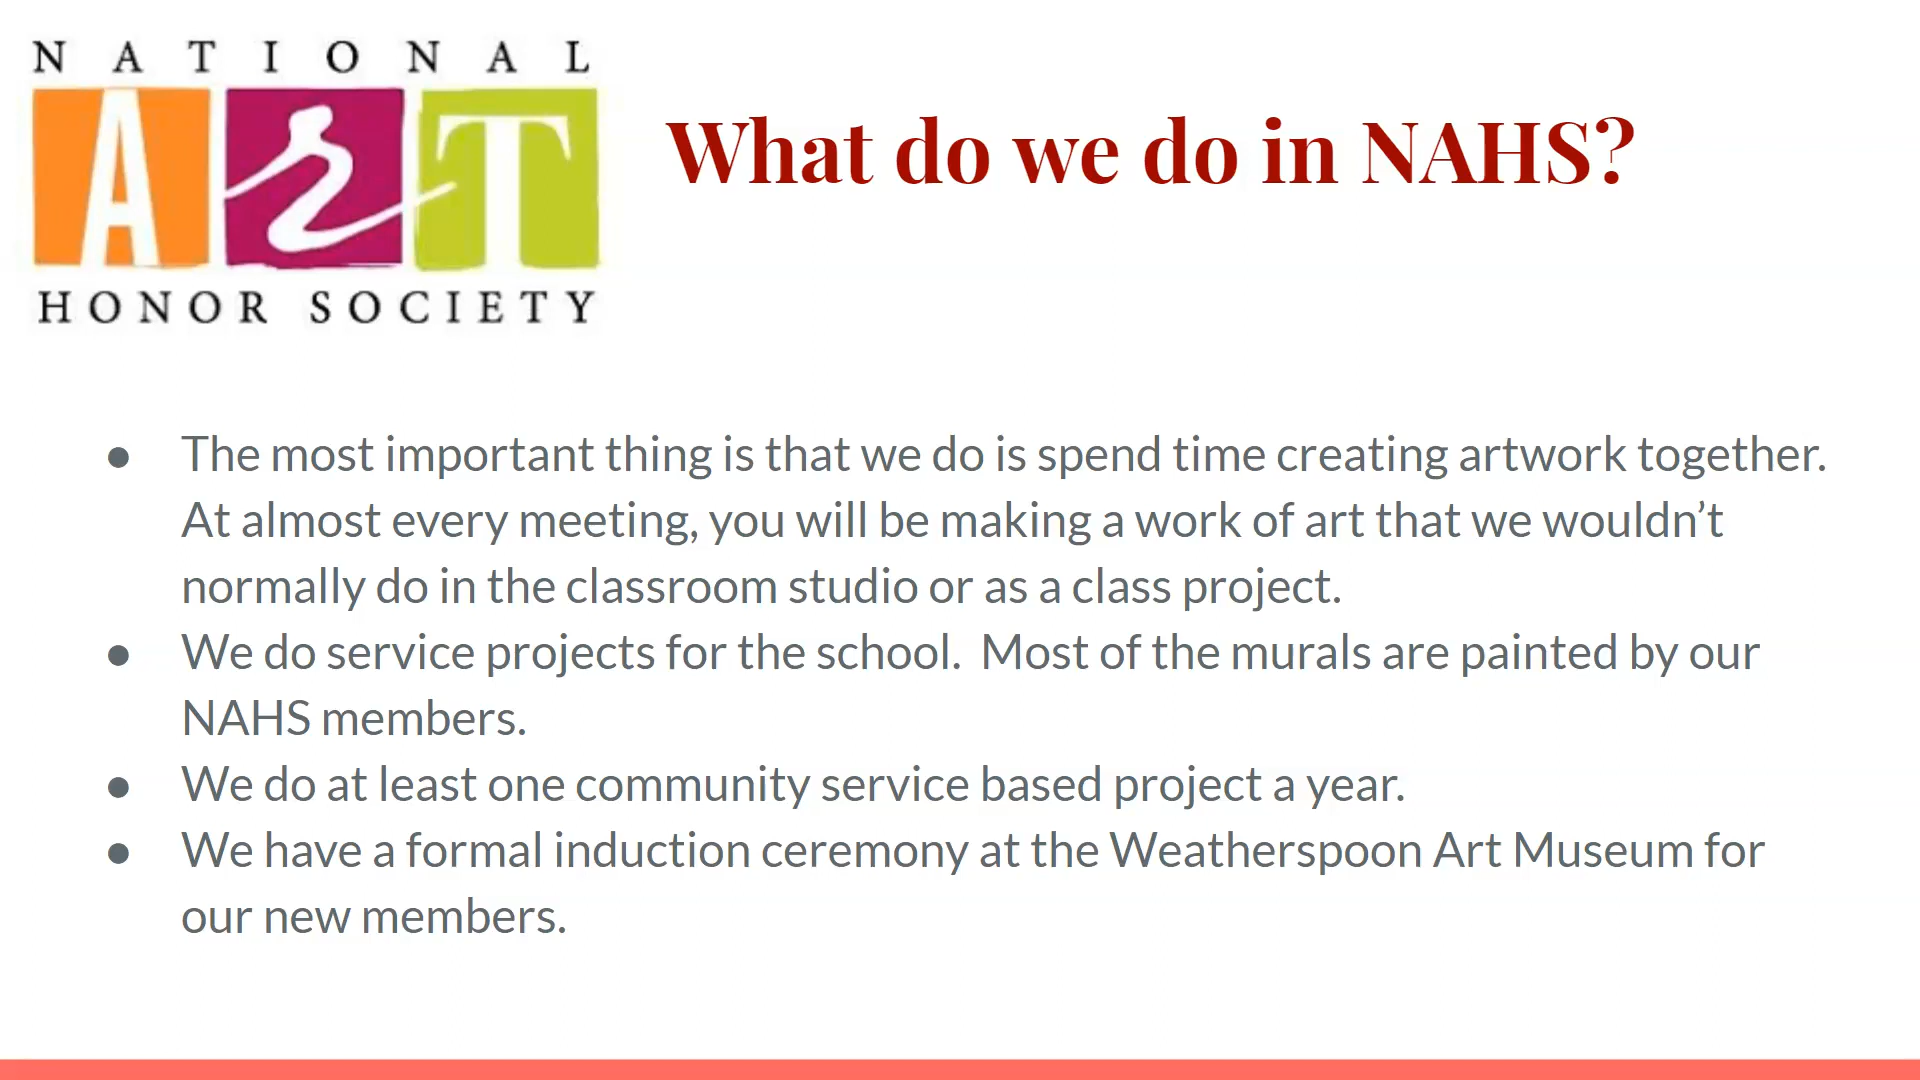 NATIONAL
ART
HONOR SOCIETY
What do we do in NAHS?
● The most important thing is that we do is spend time creating artwork together.
At almost every meeting, you will be making a work of art that we wouldn’t
normally do in the classroom studio or as a class project.
● We do service projects for the school.  Most of the murals are painted by our
NAHS members.
● We do at least one community service based project a year.
● We have a formal induction ceremony at the Weatherspoon Art Museum for
our new members.